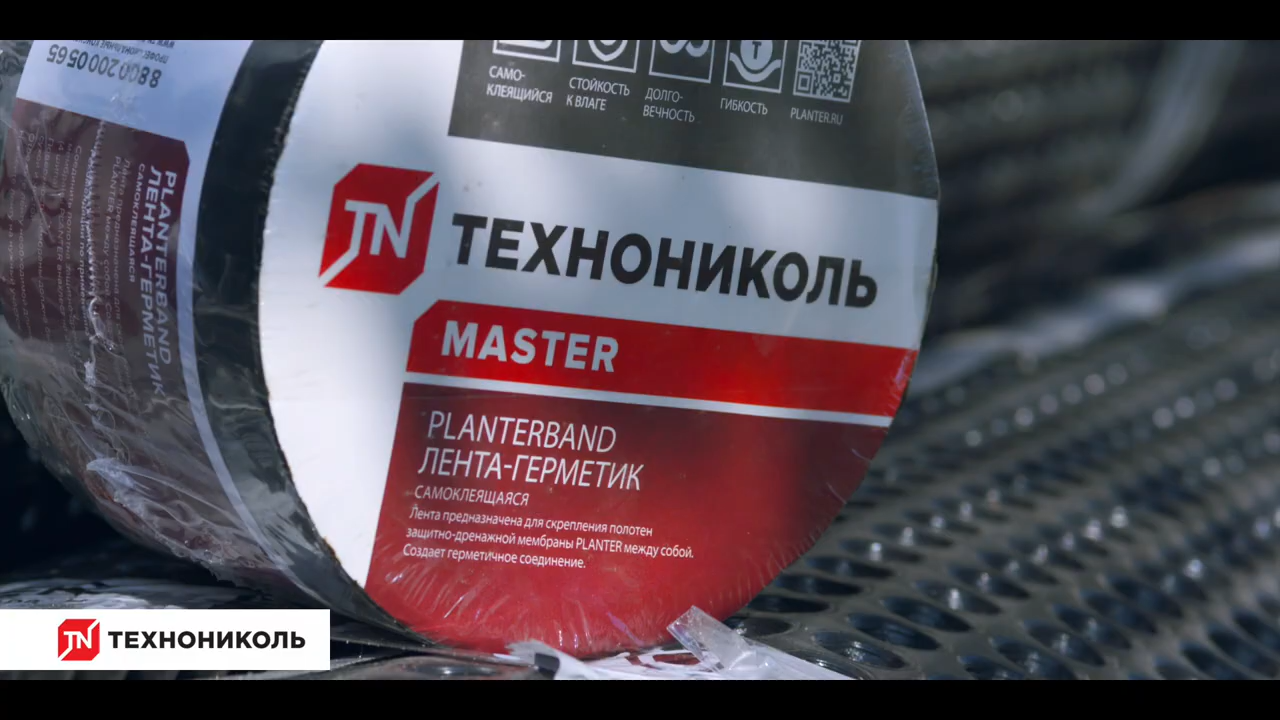 САМО-
КЛЕЯЩИЙСЯ
СТОЙКОСТЬ
К ВЛАГЕ
ДОЛГО-
ВЕЧНОСТЬ
ГИБКОСТЬ
PLANTER.RU
TN ТЕХНОНИКОЛЬ
MASTER
PLANTERBAND
ЛЕНТА-ГЕРМЕТИК
САМОКЛЕЯЩАЯСЯ
Лента предназначена для скрепления полотен
защитно-дренажной мембраны PLANTER между собой.
Создает герметичное соединение.
8 800 200 05 65
PLANTERBAND
ЛЕНТА-ГЕРМЕТИК
САМОКЛЕЯЩАЯСЯ
TN ТЕХНОНИКОЛЬ